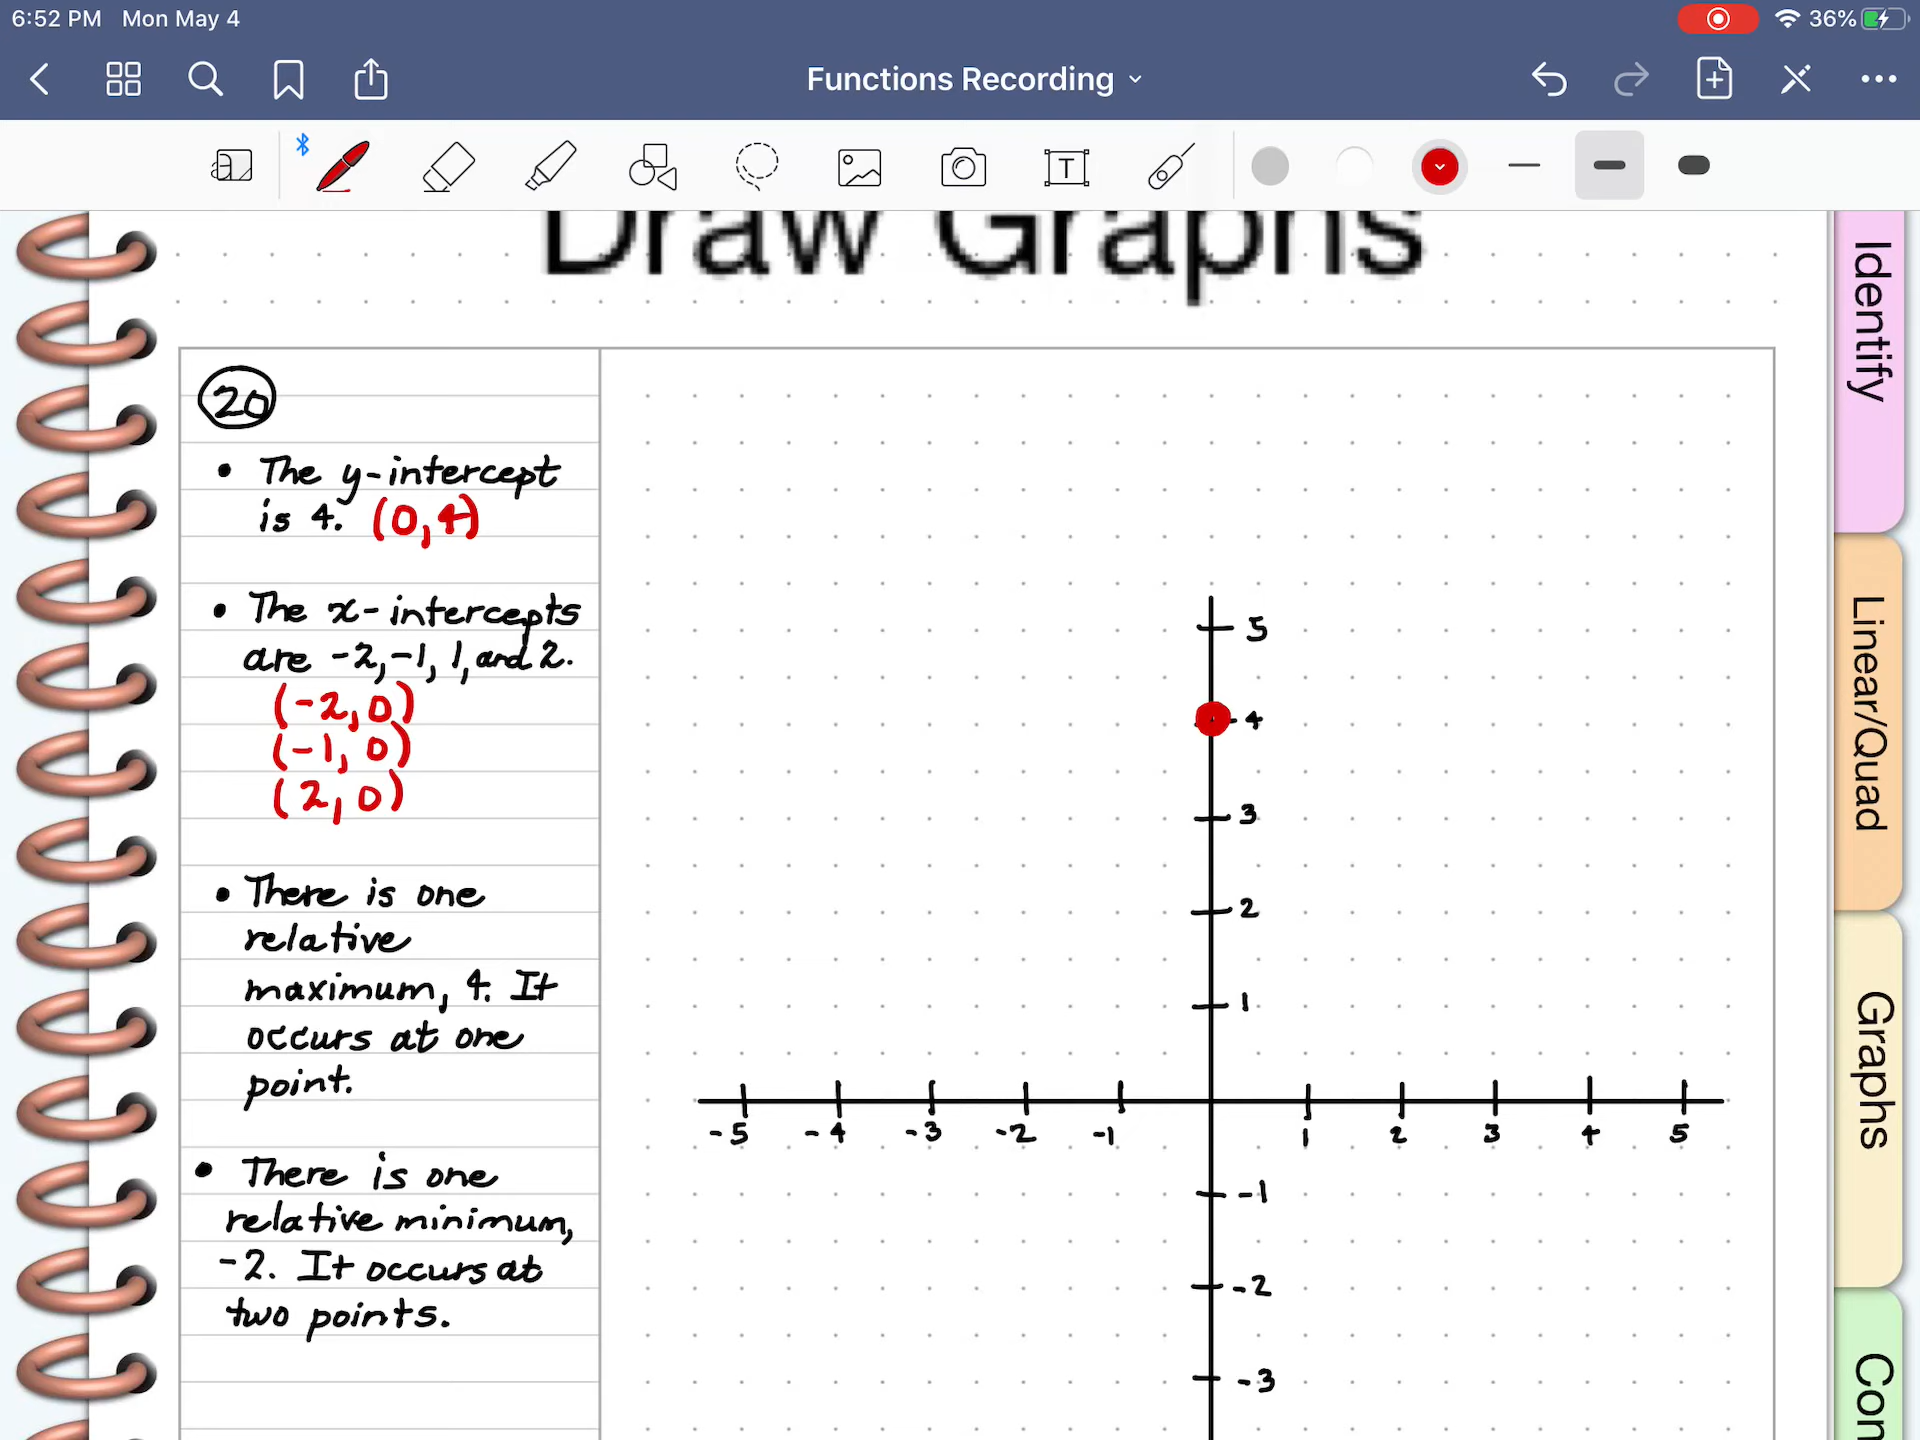 6:52 PM Mon May 4
36%
Functions Recording
Draw Graphs
20
• The y-intercept
is 4. (0,4)
• The x-intercepts
are -2,-1, 1, and 2.
(-2,0)
(-1, 0)
(2,0)
• There is one
relative
maximum, 4. It
occurs at one
point.
• There is one
relative minimum,
-2. It occurs at
two points.
5
4
3
2
1
-5 -4 -3 -2 -1 1 2 3 4 5
-1
-2
-3
Identify
Linear/Quad
Graphs
Con